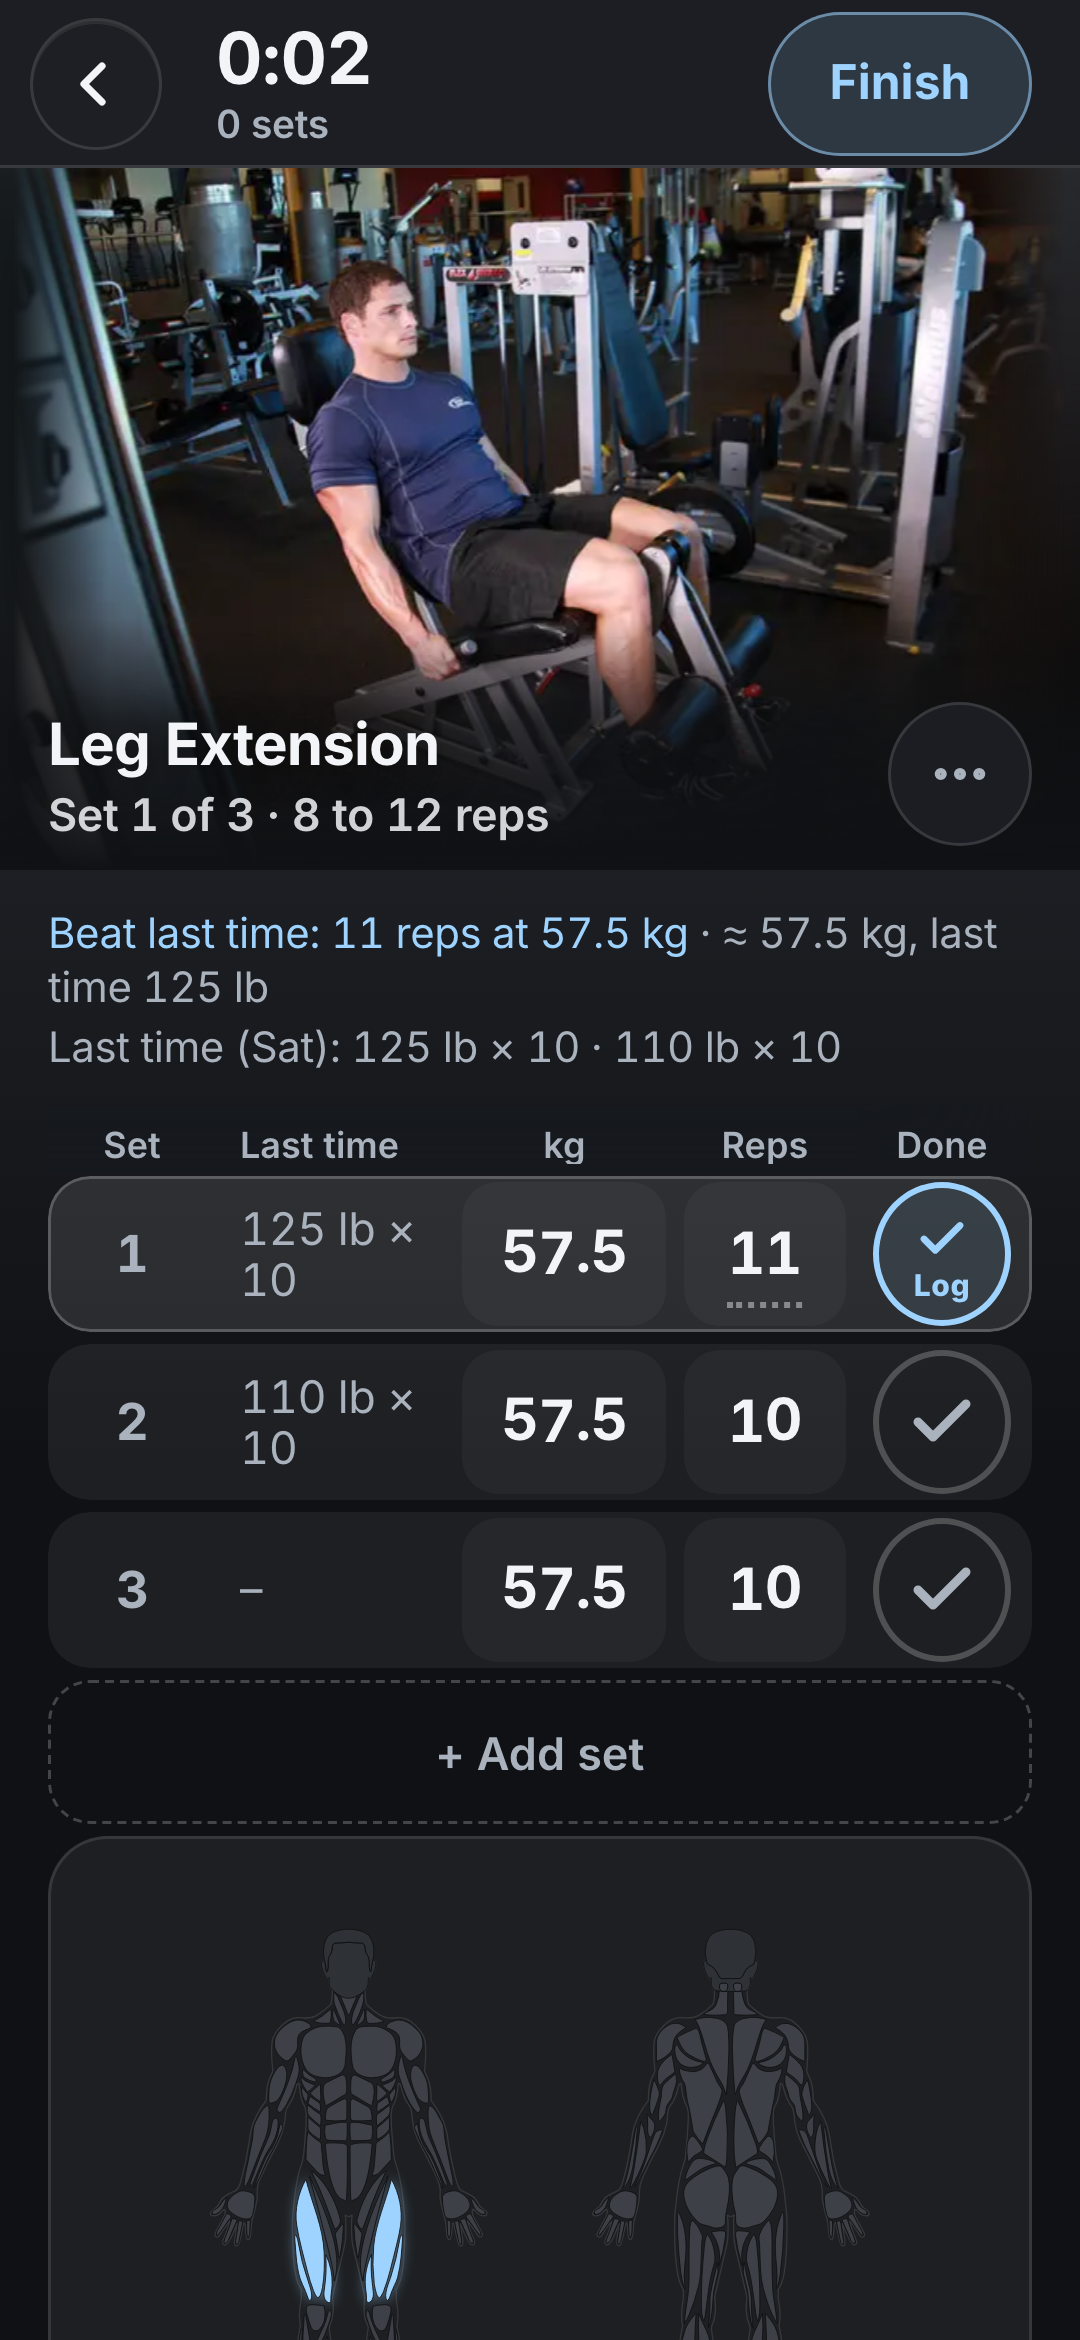 0:02
0 sets
Finish
NAUTILUS
Leg Extension
Set 1 of 3 · 8 to 12 reps
Beat last time: 11 reps at 57.5 kg · ≈ 57.5 kg, last
time 125 lb
Last time (Sat): 125 lb × 10 · 110 lb × 10
Set Last time kg Reps Done
1 125 lb × 10 57.5 11 Log
2 110 lb × 10 57.5 10
3 – 57.5 10
+ Add set